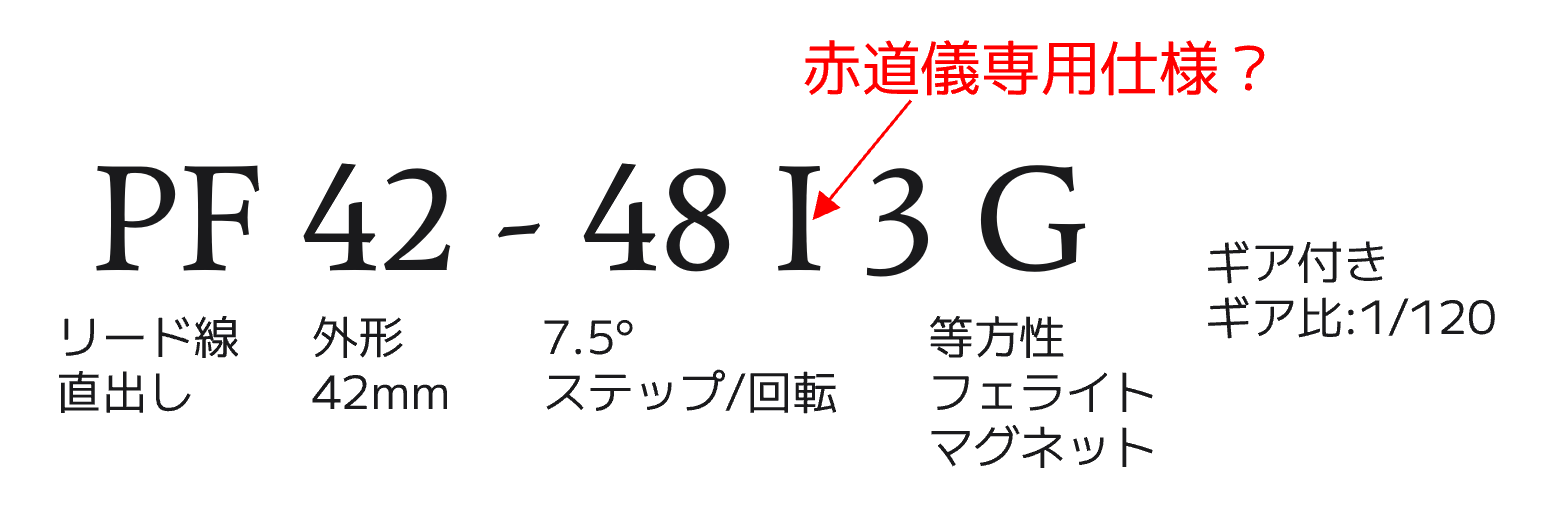 赤道儀専用仕様？
PF 42 - 48 I 3 G
リード線
直出し
外形
42mm
7.5°
ステップ/回転
等方性
フェライト
マグネット
ギア付き
ギア比:1/120